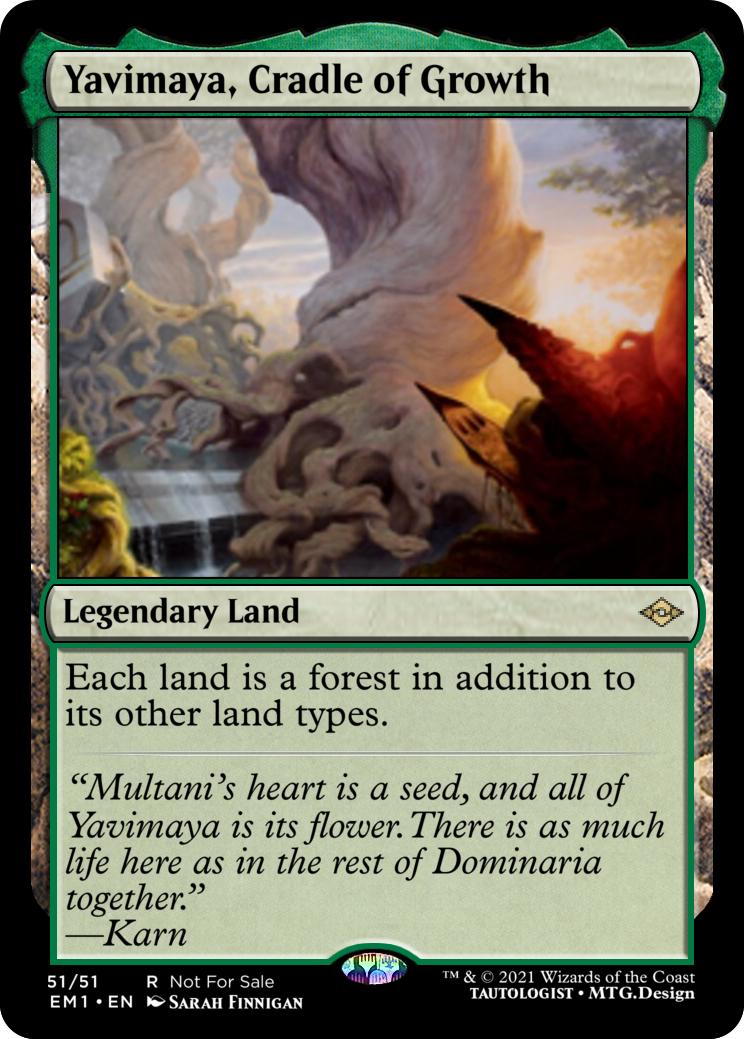 Yavimaya, Cradle of Growth
Legendary Land
Each land is a forest in addition to
its other land types.
“Multani’s heart is a seed, and all of
Yavimaya is its flower. There is as much
life here as in the rest of Dominaria
together.”
—Karn
51/51 R Not For Sale
EM1 • EN Sarah Finnigan
™ & © 2021 Wizards of the Coast
TAUTOLOGIST • MTG.Design